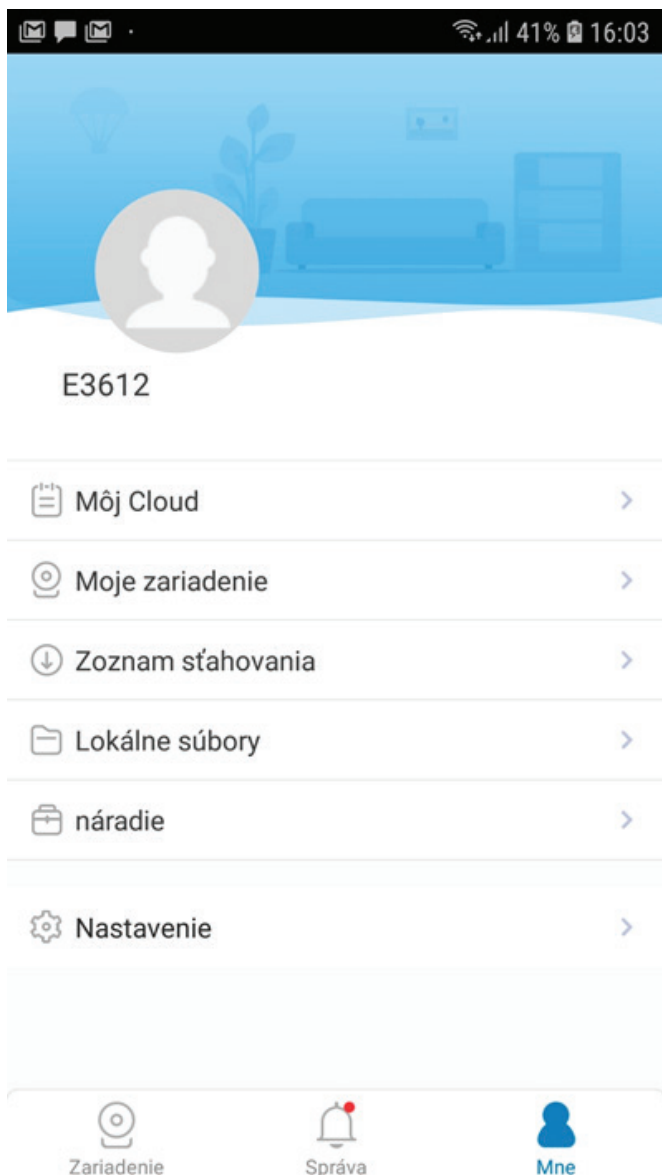 41% 16:03
E3612
Môj Cloud
Moje zariadenie
Zoznam sťahovania
Lokálne súbory
náradie
Nastavenie
Zariadenie Správa Mne